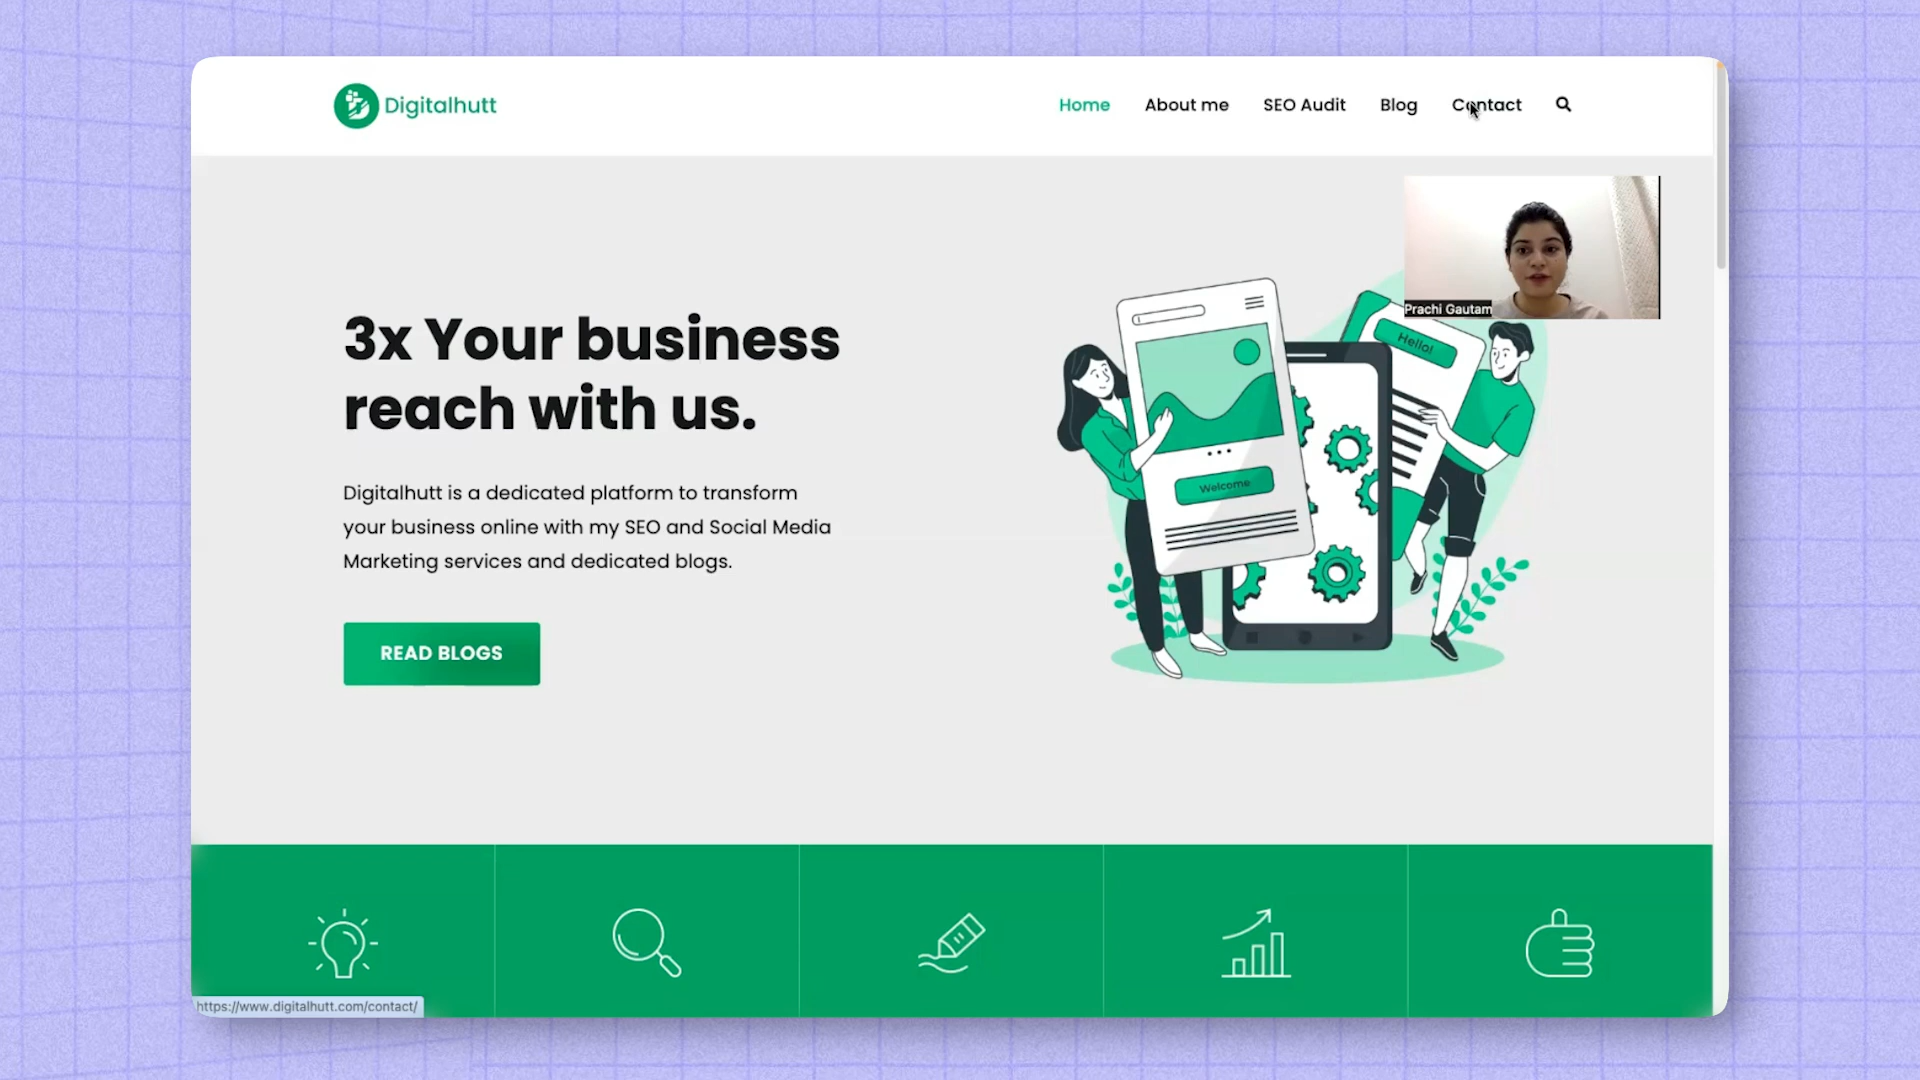 Digitalhutt
Home About me SEO Audit Blog Contact
Prachi Gautam
3x Your business
reach with us.
Hello!
Welcome
Digitalhutt is a dedicated platform to transform
your business online with my SEO and Social Media
Marketing services and dedicated blogs.
READ BLOGS
https://www.digitalhutt.com/contact/